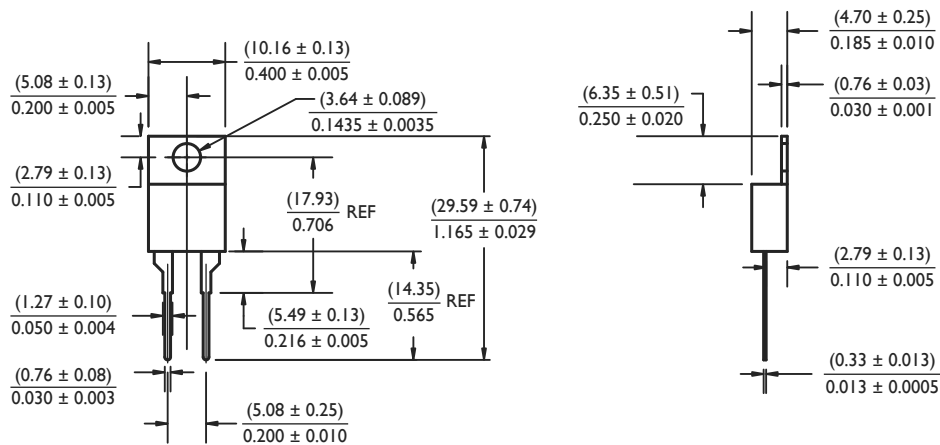 (4.70 ± 0.25)
0.185 ± 0.010
(10.16 ± 0.13)
0.400 ± 0.005
(5.08 ± 0.13)
0.200 ± 0.005
(3.64 ± 0.089)
0.1435 ± 0.0035
(6.35 ± 0.51)
0.250 ± 0.020
(0.76 ± 0.03)
0.030 ± 0.001
(2.79 ± 0.13)
0.110 ± 0.005
(17.93) REF
0.706
(29.59 ± 0.74)
1.165 ± 0.029
(2.79 ± 0.13)
0.110 ± 0.005
(14.35) REF
0.565
(1.27 ± 0.10)
0.050 ± 0.004
(5.49 ± 0.13)
0.216 ± 0.005
(0.76 ± 0.08)
0.030 ± 0.003
(0.33 ± 0.013)
0.013 ± 0.0005
(5.08 ± 0.25)
0.200 ± 0.010